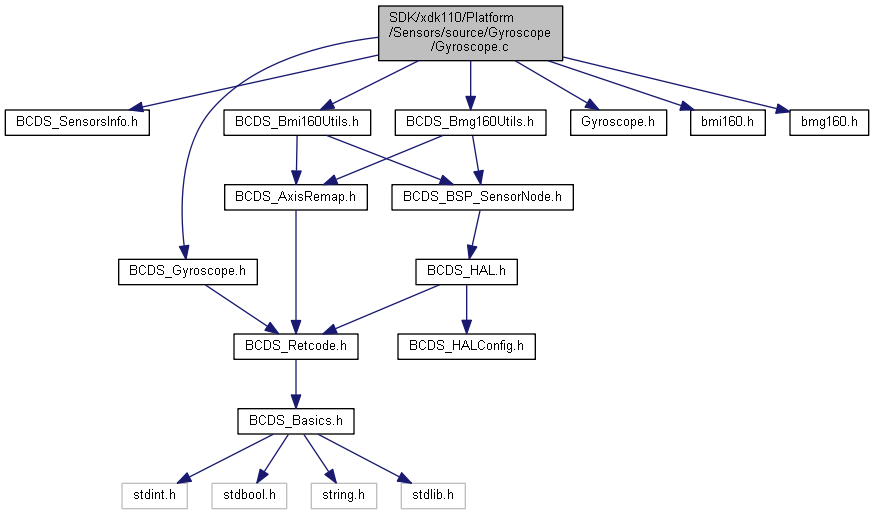 SDK/xdk110/Platform
/Sensors/source/Gyroscope
/Gyroscope.c
BCDS_SensorsInfo.h
BCDS_Bmi160Utils.h
BCDS_Bmg160Utils.h
Gyroscope.h
bmi160.h
bmg160.h
BCDS_AxisRemap.h
BCDS_BSP_SensorNode.h
BCDS_Gyroscope.h
BCDS_HAL.h
BCDS_Retcode.h
BCDS_HALConfig.h
BCDS_Basics.h
stdint.h
stdbool.h
string.h
stdlib.h